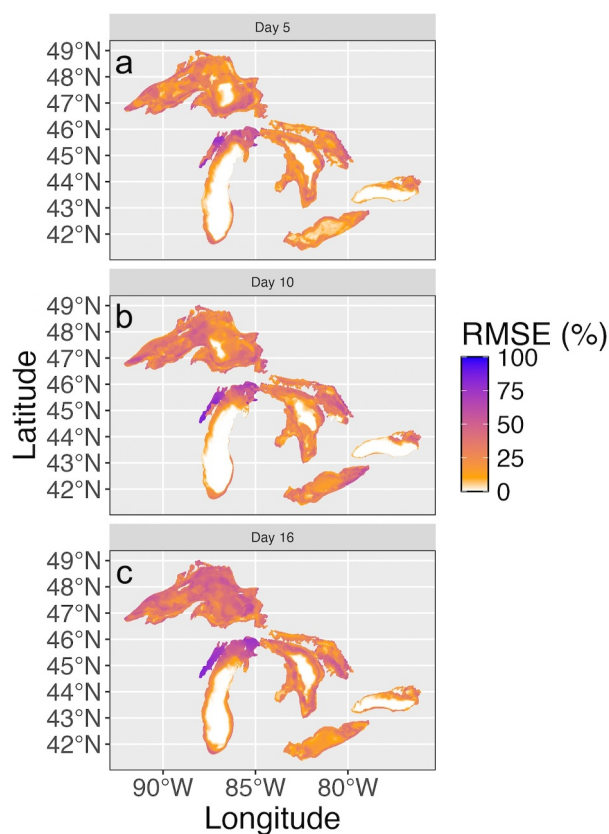 Day 5
a
49°N
48°N
47°N
46°N
45°N
44°N
43°N
42°N
Day 10
b
49°N
48°N
47°N
46°N
45°N
44°N
43°N
42°N
Latitude
RMSE (%)
100
75
50
25
0
Day 16
c
49°N
48°N
47°N
46°N
45°N
44°N
43°N
42°N
90°W 85°W 80°W
Longitude